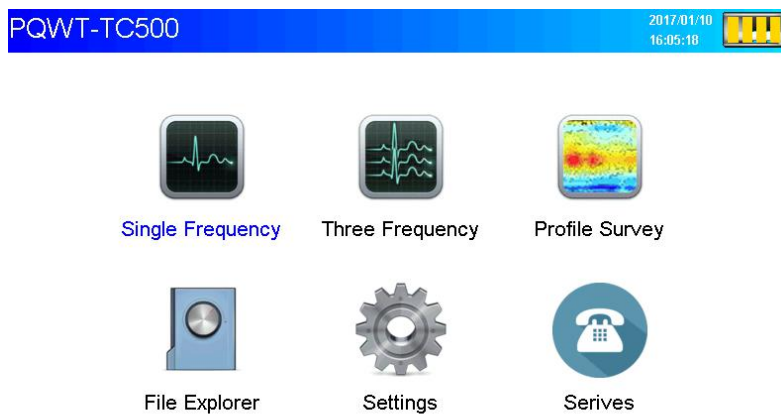 PQWT-TC500
2017/01/10
16:05:18
Single Frequency
Three Frequency
Profile Survey
File Explorer
Settings
Serives